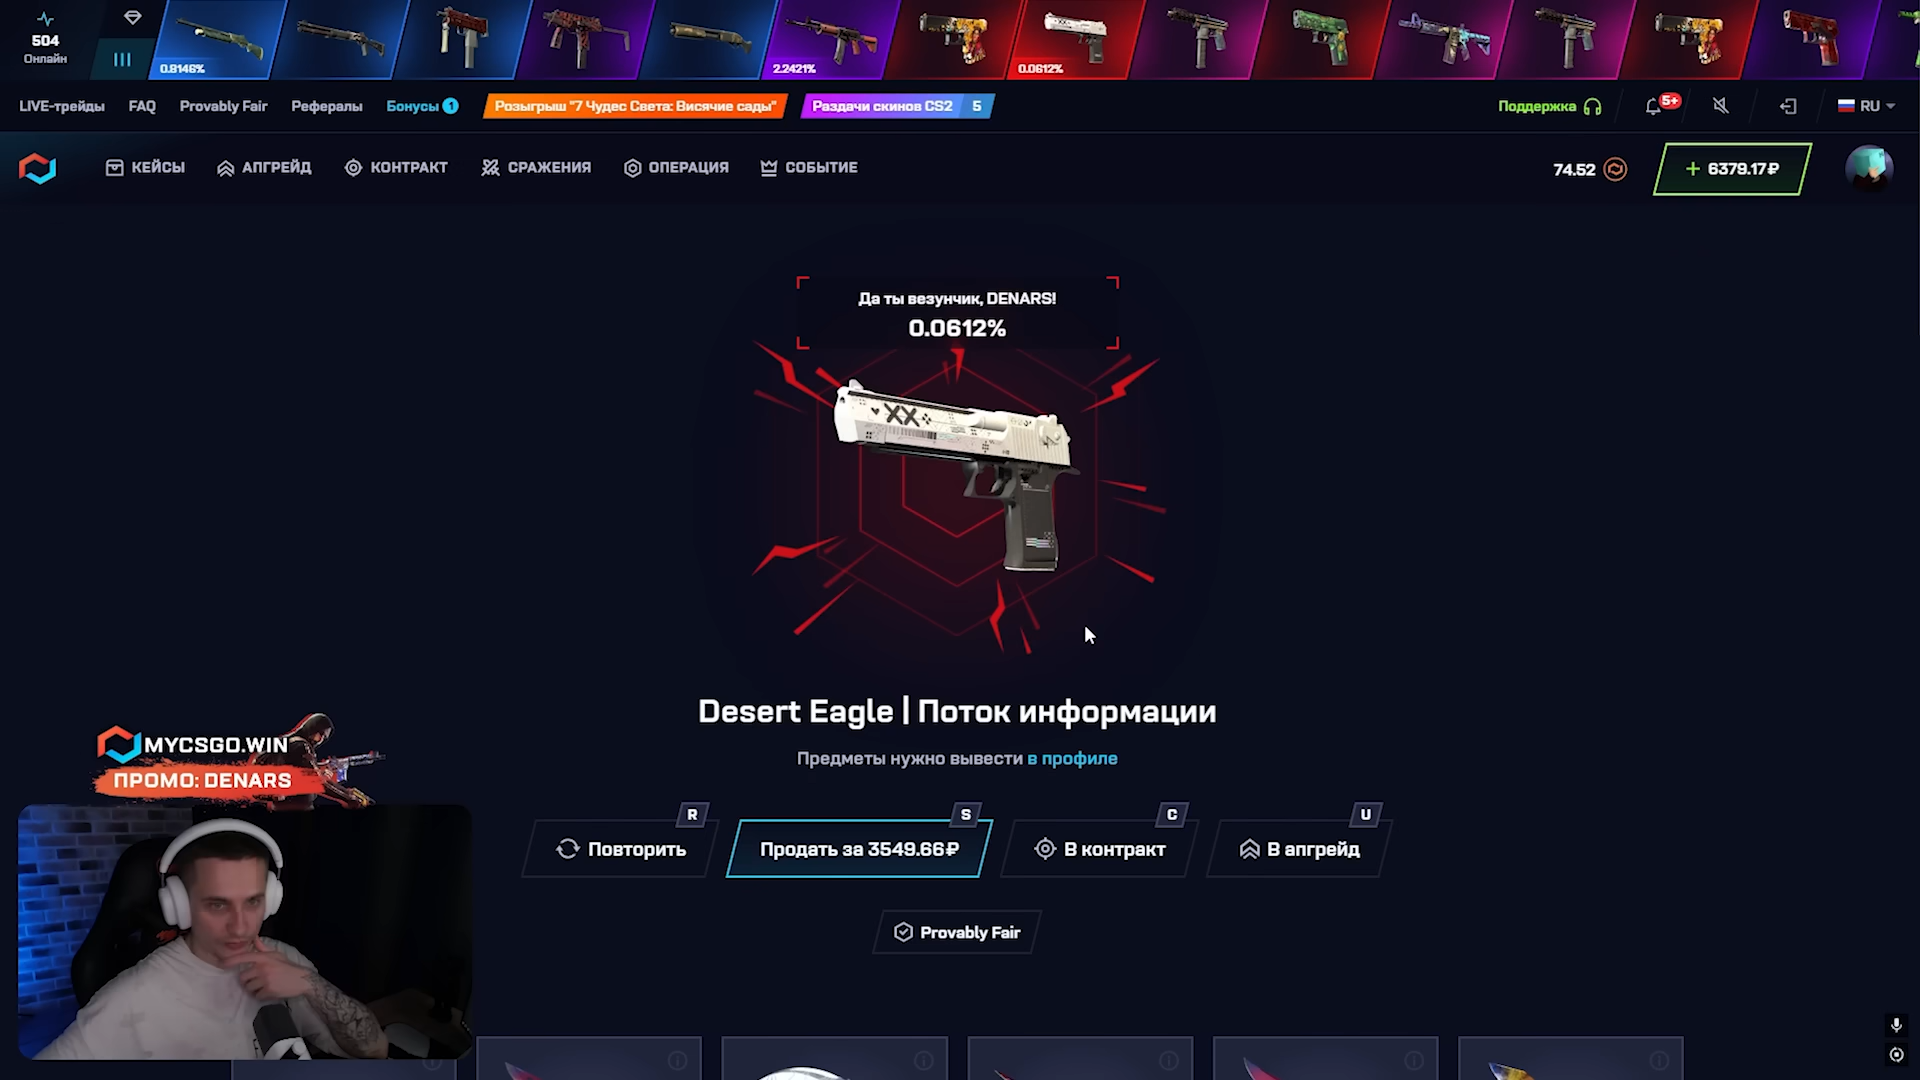 504
Онлайн
0.8146%
2.2421%
0.0612%
LIVE-трейды
FAQ
Provably Fair
Рефералы
Бонусы 1
Розыгрыш "7 Чудес Света: Висячие сады"
Раздачи скинов CS2 5
Поддержка
5+
RU
КЕЙСЫ
АПГРЕЙД
КОНТРАКТ
СРАЖЕНИЯ
ОПЕРАЦИЯ
СОБЫТИЕ
74.52
+ 6379.17₽
Да ты везунчик, DENARS!
0.0612%
XX
Desert Eagle | Поток информации
Предметы нужно вывести в профиле
MYCSGO.WIN
ПРОМО: DENARS
R
Повторить
S
Продать за 3549.66₽
C
В контракт
U
В апгрейд
Provably Fair